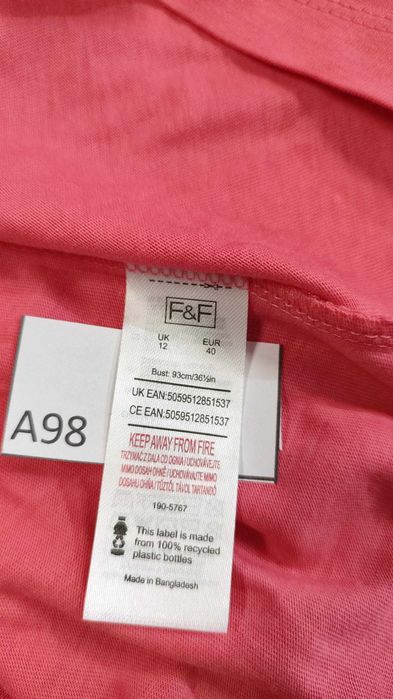 F&F
UK EUR
12 40
Bust: 93cm/36½in
UK EAN:5059512851537
CE EAN:5059512851537
KEEP AWAY FROM FIRE
TRZYMAĆ Z DALA OD OGNIA/UCHOVÁVEJTE
MIMO DOSAH OHNĚ/UCHOVÁVAJTE MIMO
DOSAHU OHŇA/TŰZTŐL TÁVOL TARTANDÓ
190-5767
This label is made
from 100% recycled
plastic bottles
Made in Bangladesh
A98